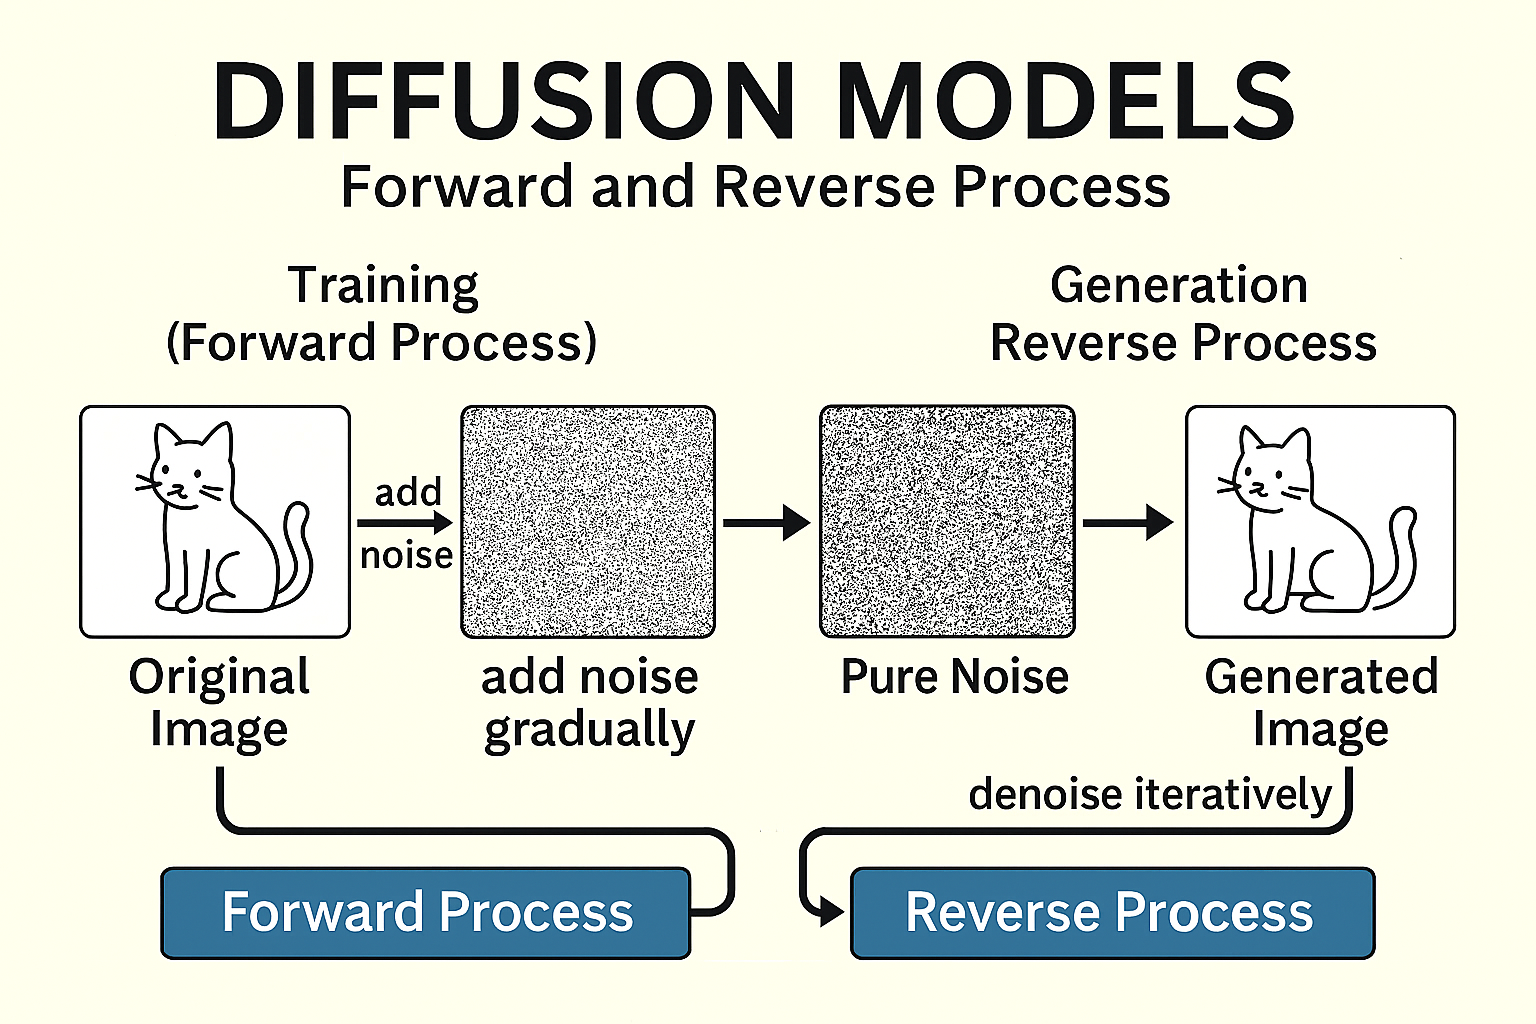 DIFFUSION MODELS
Forward and Reverse Process
Training
(Forward Process)
Generation
Reverse Process
add
noise
Original
Image
add noise
gradually
Pure Noise
Generated
Image
denoise iteratively
Forward Process
Reverse Process